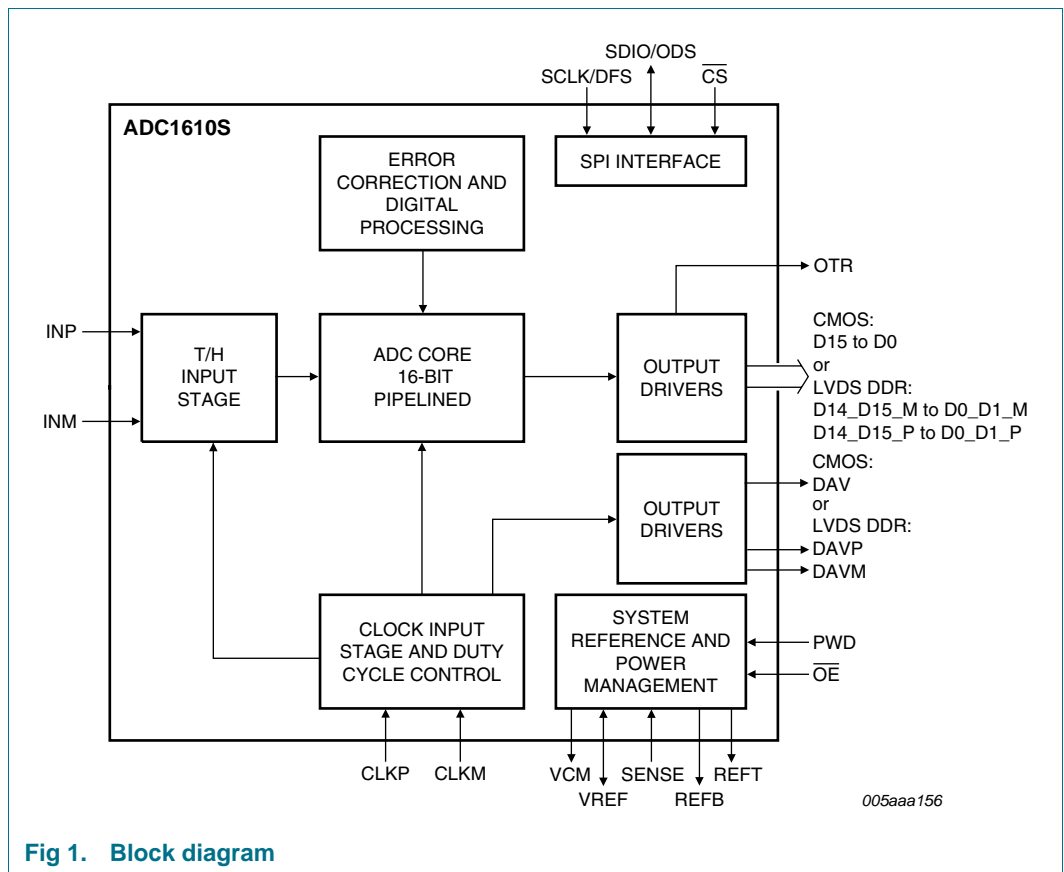 SDIO/ODS
SCLK/DFS
CS
ADC1610S
ERROR
CORRECTION AND
DIGITAL
PROCESSING
SPI INTERFACE
OTR
INP
INM
T/H
INPUT
STAGE
ADC CORE
16-BIT
PIPELINED
OUTPUT
DRIVERS
CMOS:
D15 to D0
or
LVDS DDR:
D14_D15_M to D0_D1_M
D14_D15_P to D0_D1_P
OUTPUT
DRIVERS
CMOS:
DAV
or
LVDS DDR:
DAVP
DAVM
CLOCK INPUT
STAGE AND DUTY
CYCLE CONTROL
SYSTEM
REFERENCE AND
POWER
MANAGEMENT
PWD
OE
CLKP
CLKM
VCM
SENSE
REFT
VREF
REFB
005aaa156
Fig 1. Block diagram